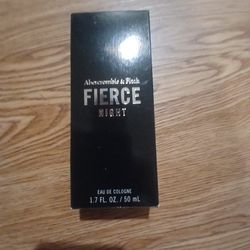 Abercrombie & Fitch
FIERCE
NIGHT
EAU DE COLOGNE
1.7 FL. OZ. / 50 mL